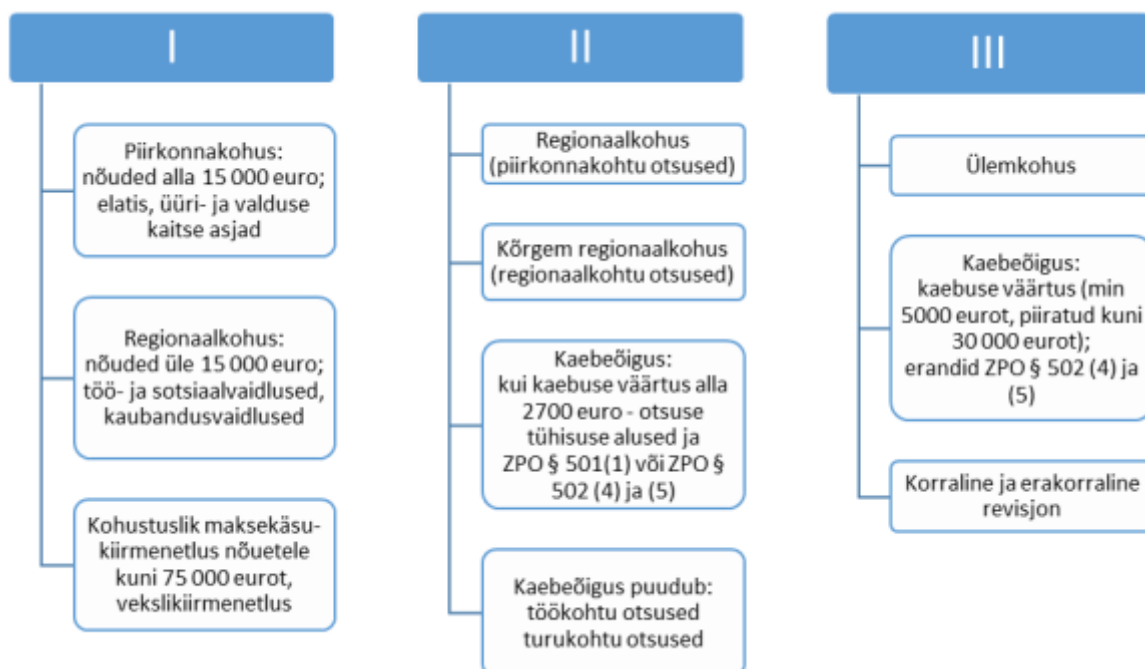 I
Piirkonnakohus:
nõuded alla 15 000 euro;
elatis, üüri- ja valduse
kaitse asjad
Regionaalkohus:
nõuded üle 15 000 euro;
töö- ja sotsiaalvaidlused,
kaubandusvaidlused
Kohustuslik maksekäsu-
kiirmenetlus nõuetele
kuni 75 000 eurot,
vekslikiirmenetlus
II
Regionaalkohus
(piirkonnakohtu otsused)
Kõrgem regionaalkohus
(regionaalkohtu otsused)
Kaebeõigus:
kui kaebuse väärtus alla
2700 euro - otsuse
tühisuse alused ja
ZPO § 501(1) või ZPO §
502 (4) ja (5)
Kaebeõigus puudub:
töökohtu otsused
turukohtu otsused
III
Ülemkohus
Kaebeõigus:
kaebuse väärtus (min
5000 eurot, piiratud kuni
30 000 eurot);
erandid ZPO § 502 (4) ja
(5)
Korraline ja erakorraline
revisjon